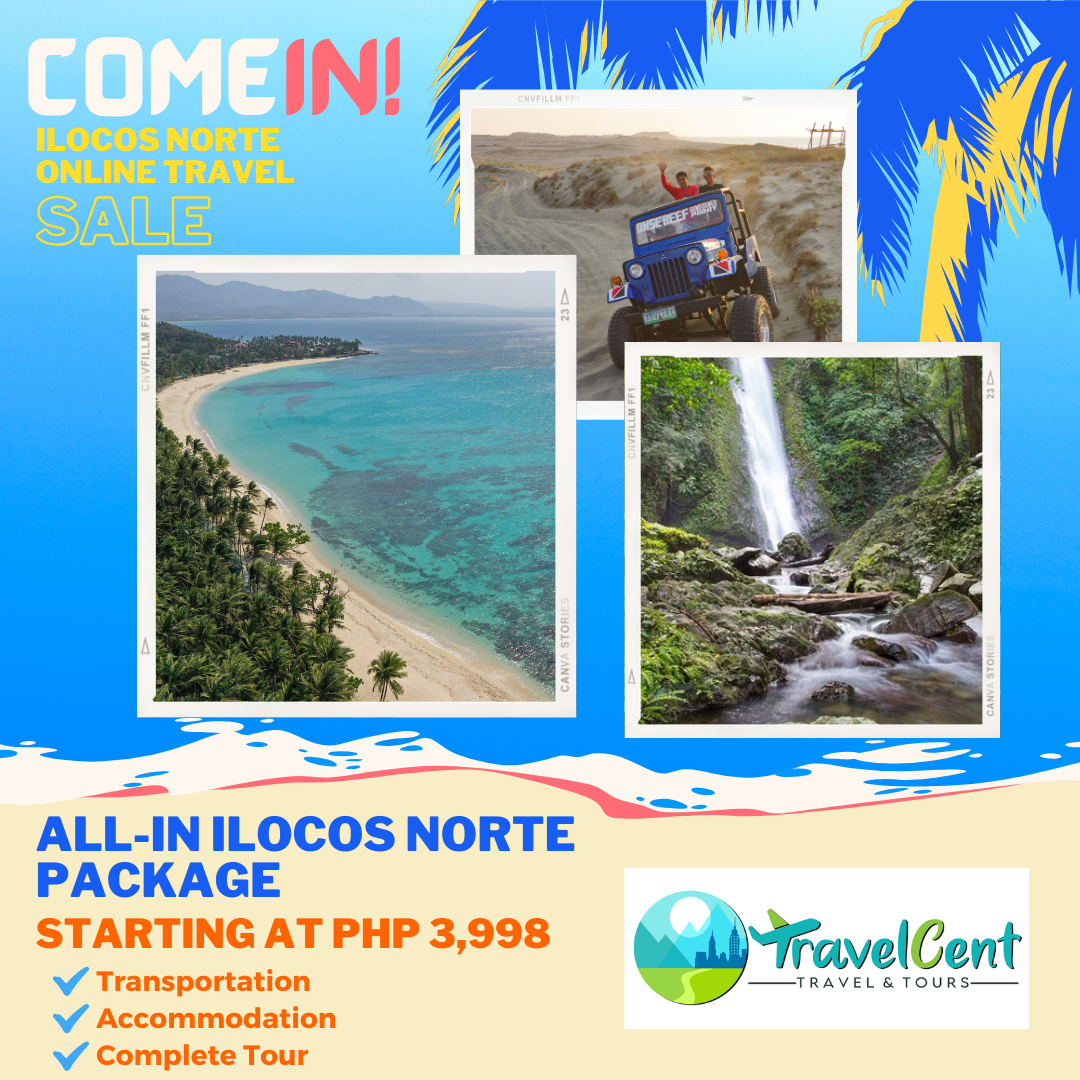 COMEIN!
ILOCOS NORTE
ONLINE TRAVEL
SALE
CNVFILLM FF1
CNVFILLM FF1
23
CANVA STORIES
CNVFILLM FF1
23
CANVA STORIES
ALL-IN ILOCOS NORTE
PACKAGE
STARTING AT PHP 3,998
Transportation
Accommodation
Complete Tour
TravelCent
TRAVEL & TOURS